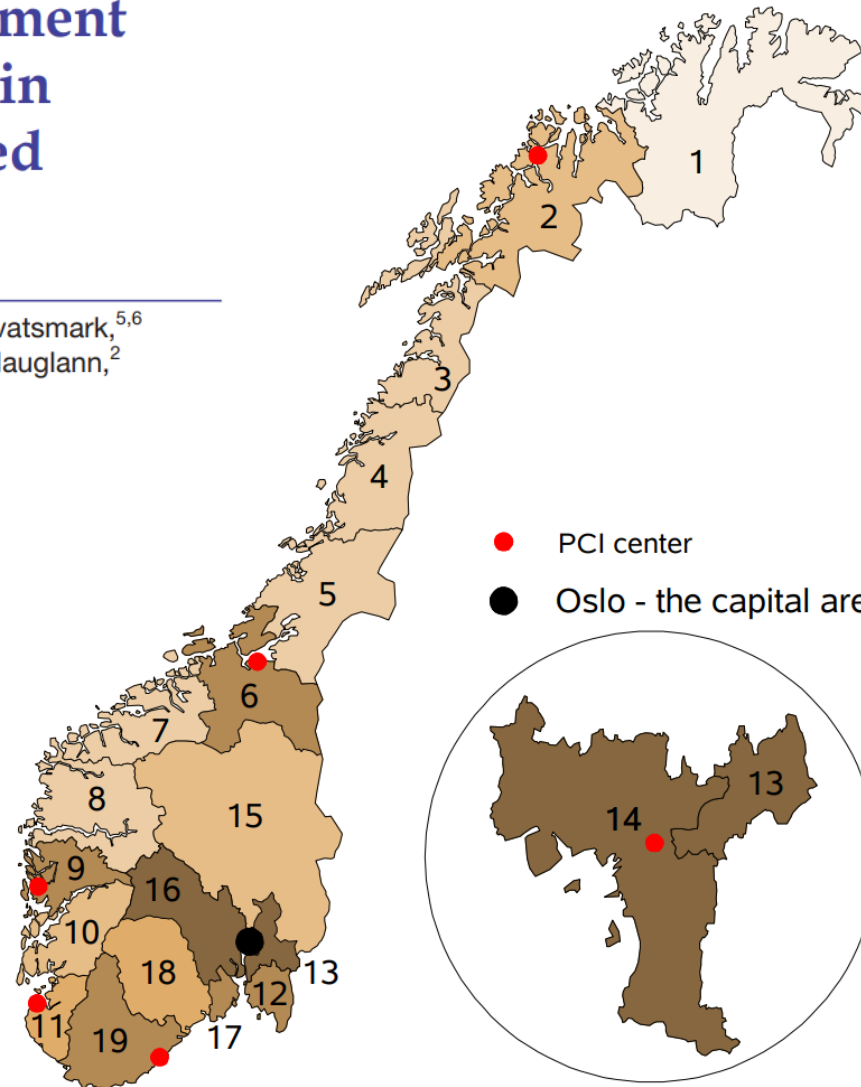 ment
in
ed
vatsmark,5,6
lauglann,2
1
2
3
4
5
PCI center
Oslo - the capital are
6
7
8
15
13
14
9
16
10
18
13
12
11
19
17